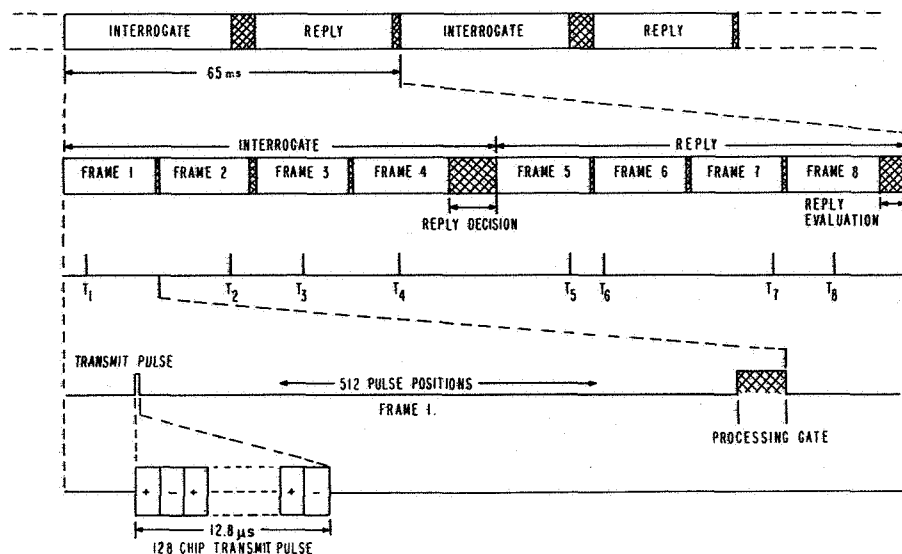 INTERROGATE REPLY INTERROGATE REPLY
65 ms
INTERROGATE REPLY
FRAME 1 FRAME 2 FRAME 3 FRAME 4 FRAME 5 FRAME 6 FRAME 7 FRAME 8
REPLY DECISION REPLY EVALUATION
T1 T2 T3 T4 T5 T6 T7 T8
TRANSMIT PULSE
512 PULSE POSITIONS
FRAME 1.
PROCESSING GATE
+ - + + -
12.8 μs
128 CHIP TRANSMIT PULSE